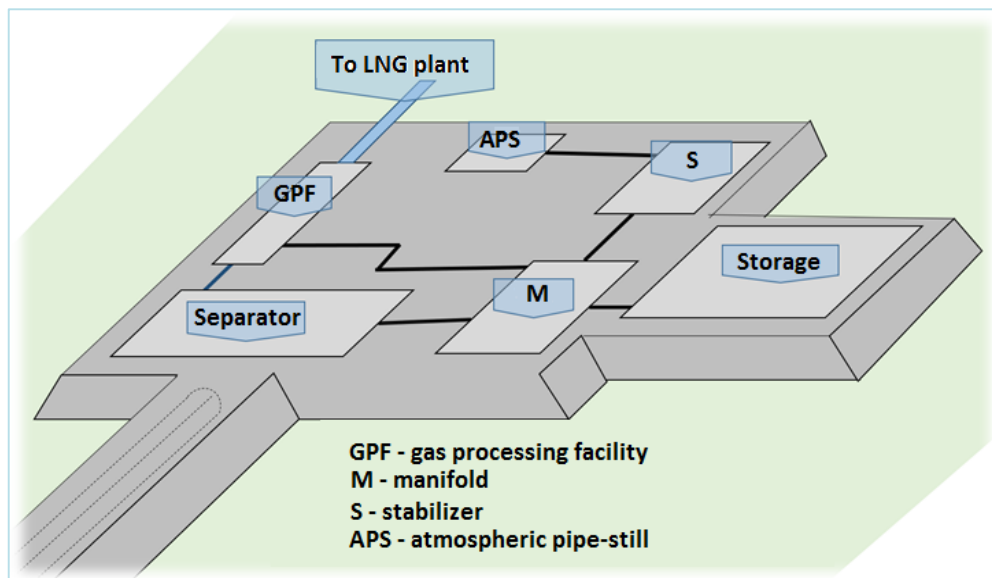 To LNG plant
APS
S
GPF
Storage
M
Separator
GPF - gas processing facility
M - manifold
S - stabilizer
APS - atmospheric pipe-still